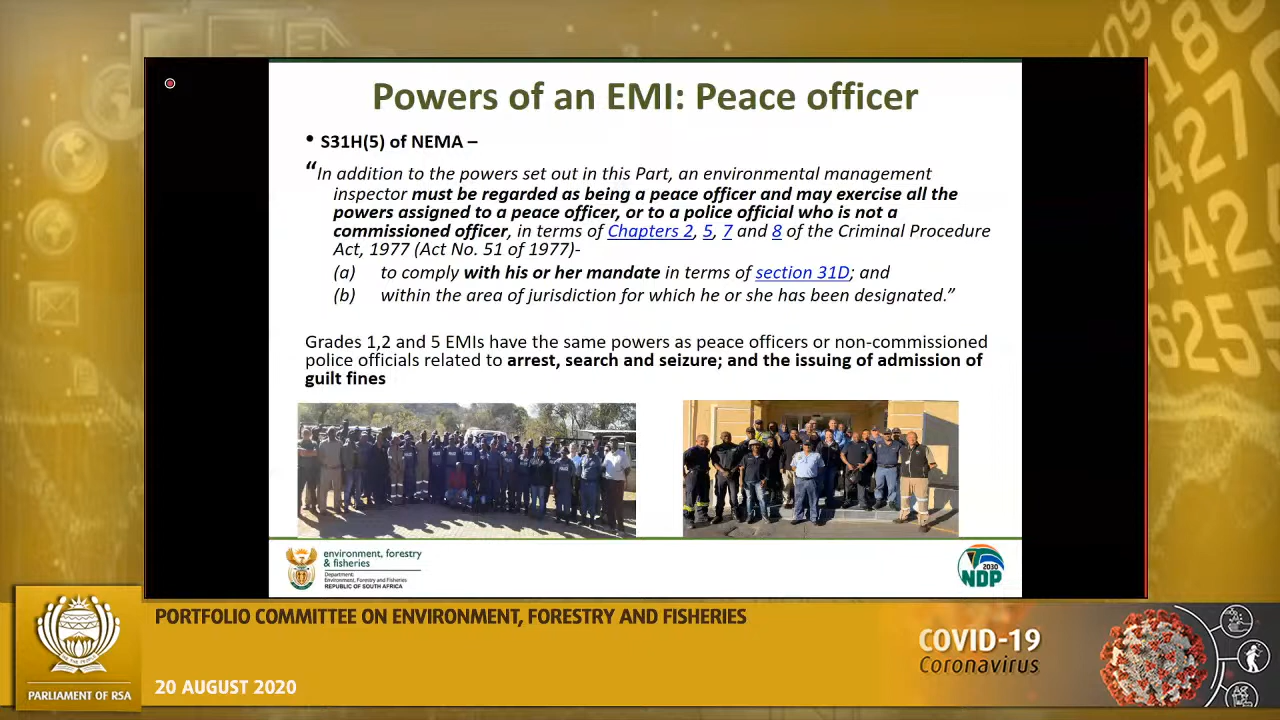 Powers of an EMI: Peace officer
• S31H(5) of NEMA –
“In addition to the powers set out in this Part, an environmental management
inspector must be regarded as being a peace officer and may exercise all the
powers assigned to a peace officer, or to a police official who is not a
commissioned officer, in terms of Chapters 2, 5, 7 and 8 of the Criminal Procedure
Act, 1977 (Act No. 51 of 1977)-
(a) to comply with his or her mandate in terms of section 31D; and
(b) within the area of jurisdiction for which he or she has been designated.”
Grades 1,2 and 5 EMIs have the same powers as peace officers or non-commissioned
police officials related to arrest, search and seizure; and the issuing of admission of
guilt fines
environment, forestry
& fisheries
Department:
Environment, Forestry and Fisheries
REPUBLIC OF SOUTH AFRICA
2030
NDP
PORTFOLIO COMMITTEE ON ENVIRONMENT, FORESTRY AND FISHERIES
20 AUGUST 2020
PARLIAMENT OF RSA
COVID-19
Coronavirus